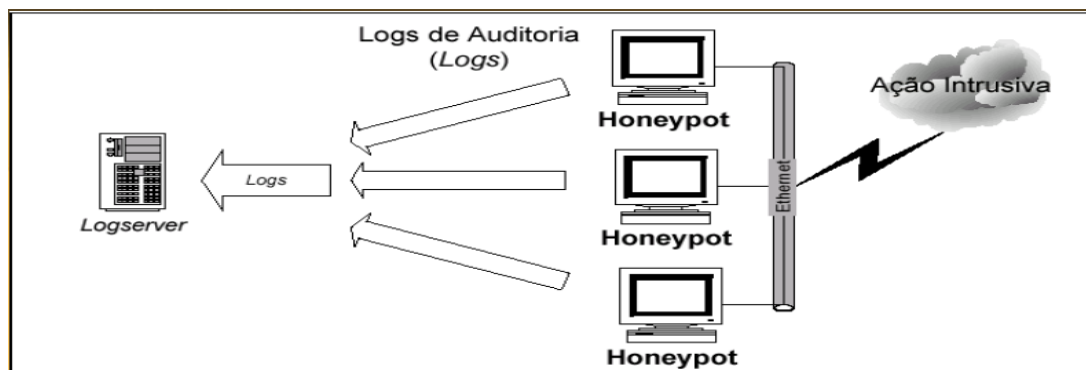 Logs de Auditoria
(Logs)
Ação Intrusiva
Honeypot
Ethernet
Logs
Logserver
Honeypot
Honeypot